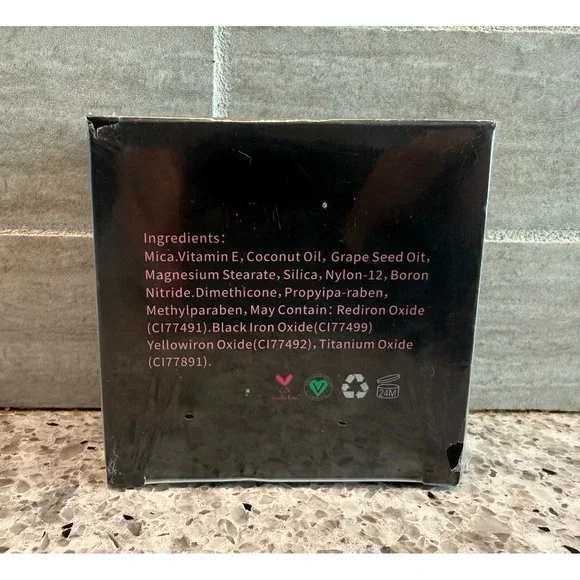 Ingredients:
Mica.Vitamin E, Coconut Oil, Grape Seed Oit,
Magnesium Stearate, Silica, Nylon-12, Boron
Nitride.Dimethicone, Propyipa-raben,
Methylparaben, May Contain: Rediron Oxide
(CI77491).Black Iron Oxide(CI77499)
Yellowiron Oxide(CI77492), Titanium Oxide
(CI77891).
24M